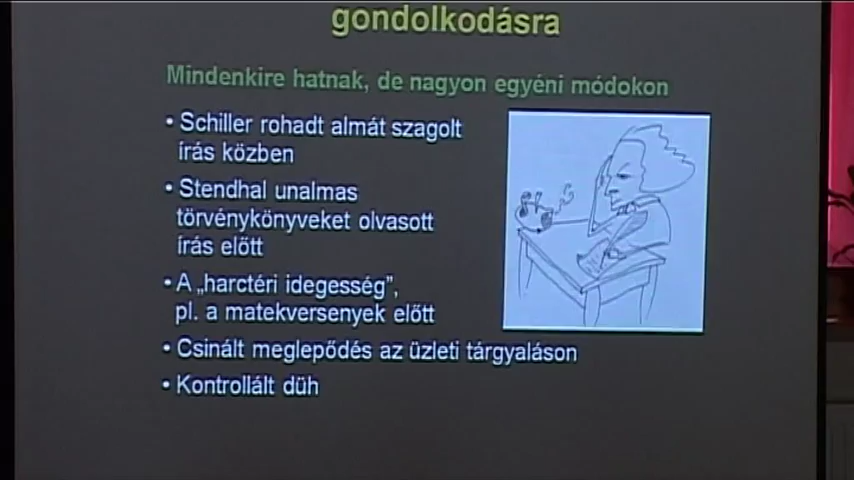 gondolkodásra
Mindenkire hatnak, de nagyon egyéni módokon
• Schiller rohadt almát szagolt
írás közben
• Stendhal unalmas
törvénykönyveket olvasott
írás előtt
• A „harctéri idegesség”,
pl. a matekversenyek előtt
• Csinált meglepődés az üzleti tárgyaláson
• Kontrollált düh